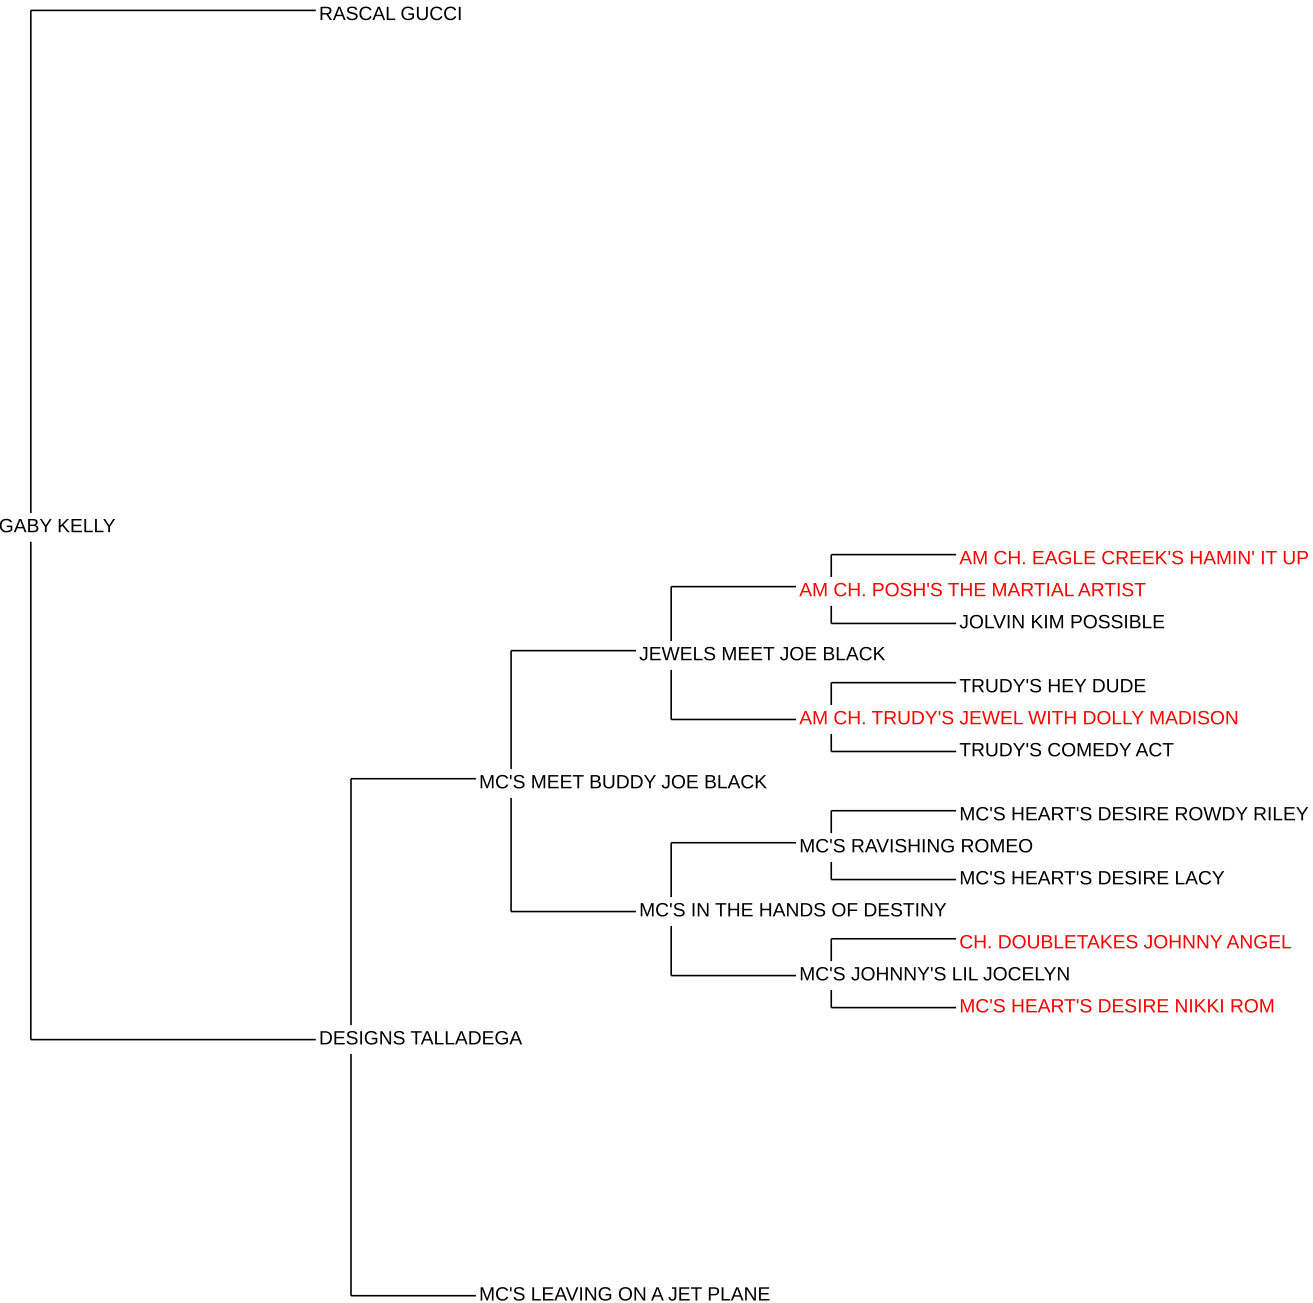 RASCAL GUCCI
GABY KELLY
AM CH. EAGLE CREEK'S HAMIN' IT UP
AM CH. POSH'S THE MARTIAL ARTIST
JOLVIN KIM POSSIBLE
JEWELS MEET JOE BLACK
TRUDY'S HEY DUDE
AM CH. TRUDY'S JEWEL WITH DOLLY MADISON
TRUDY'S COMEDY ACT
MC'S MEET BUDDY JOE BLACK
MC'S HEART'S DESIRE ROWDY RILEY
MC'S RAVISHING ROMEO
MC'S HEART'S DESIRE LACY
MC'S IN THE HANDS OF DESTINY
CH. DOUBLETAKES JOHNNY ANGEL
MC'S JOHNNY'S LIL JOCELYN
MC'S HEART'S DESIRE NIKKI ROM
DESIGNS TALLADEGA
MC'S LEAVING ON A JET PLANE